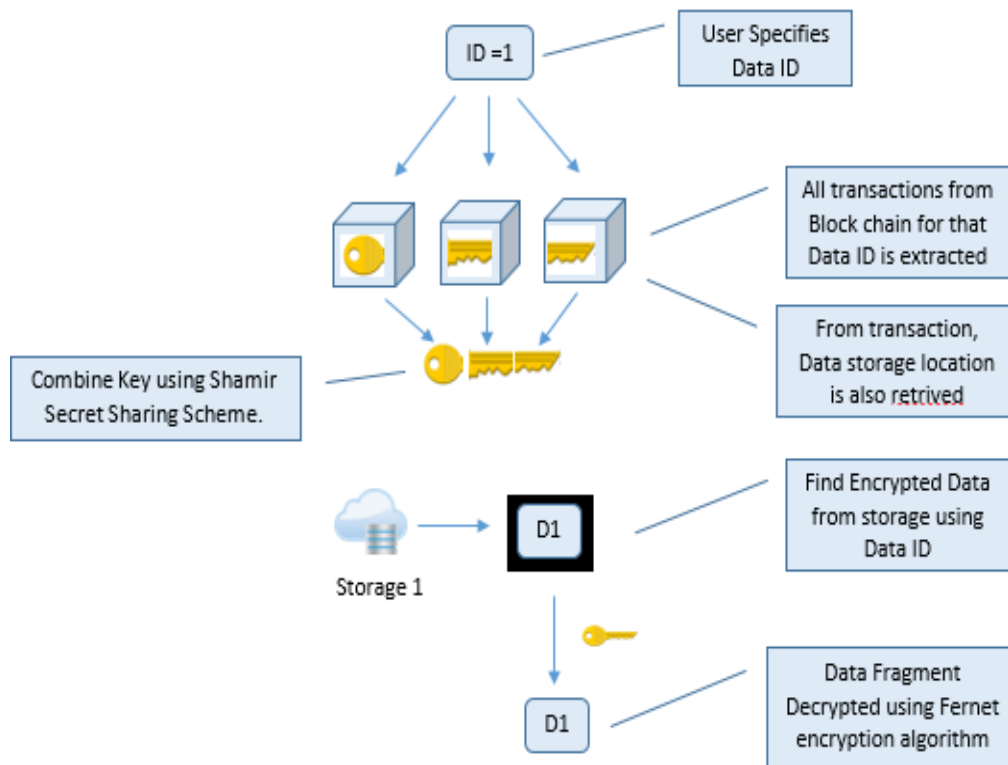 ID =1
User Specifies
Data ID
All transactions from
Block chain for that
Data ID is extracted
From transaction,
Data storage location
is also retrived
Combine Key using Shamir
Secret Sharing Scheme.
Storage 1
D1
Find Encrypted Data
from storage using
Data ID
D1
Data Fragment
Decrypted using Fernet
encryption algorithm